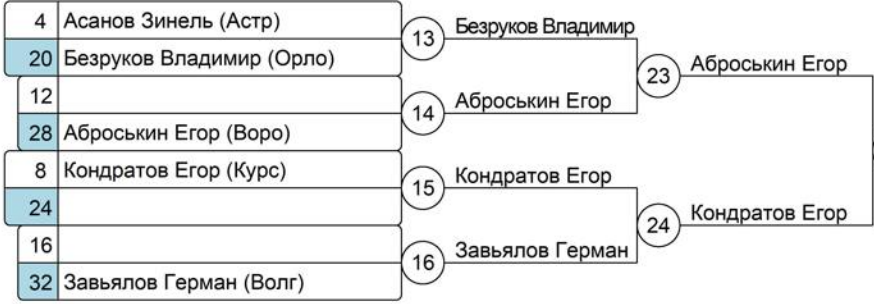 4 Асанов Зинель (Астр)
20 Безруков Владимир (Орло)
13 Безруков Владимир
12
28 Аброськин Егор (Воро)
14 Аброськин Егор
23 Аброськин Егор
8 Кондратов Егор (Курс)
24
15 Кондратов Егор
16
32 Завьялов Герман (Волг)
16 Завьялов Герман
24 Кондратов Егор